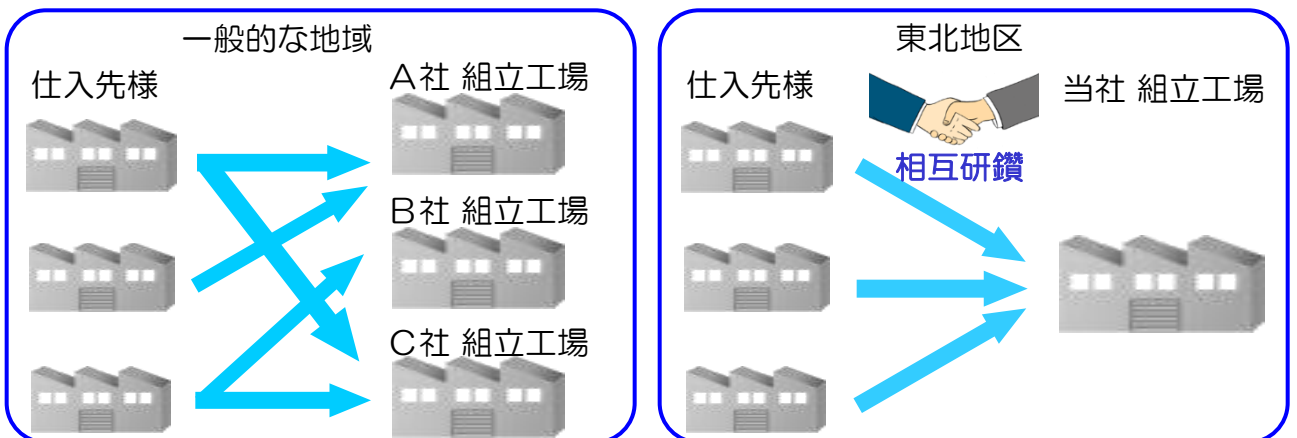 一般的な地域
仕入先様
A社 組立工場
B社 組立工場
C社 組立工場
東北地区
仕入先様
当社 組立工場
相互研鑽